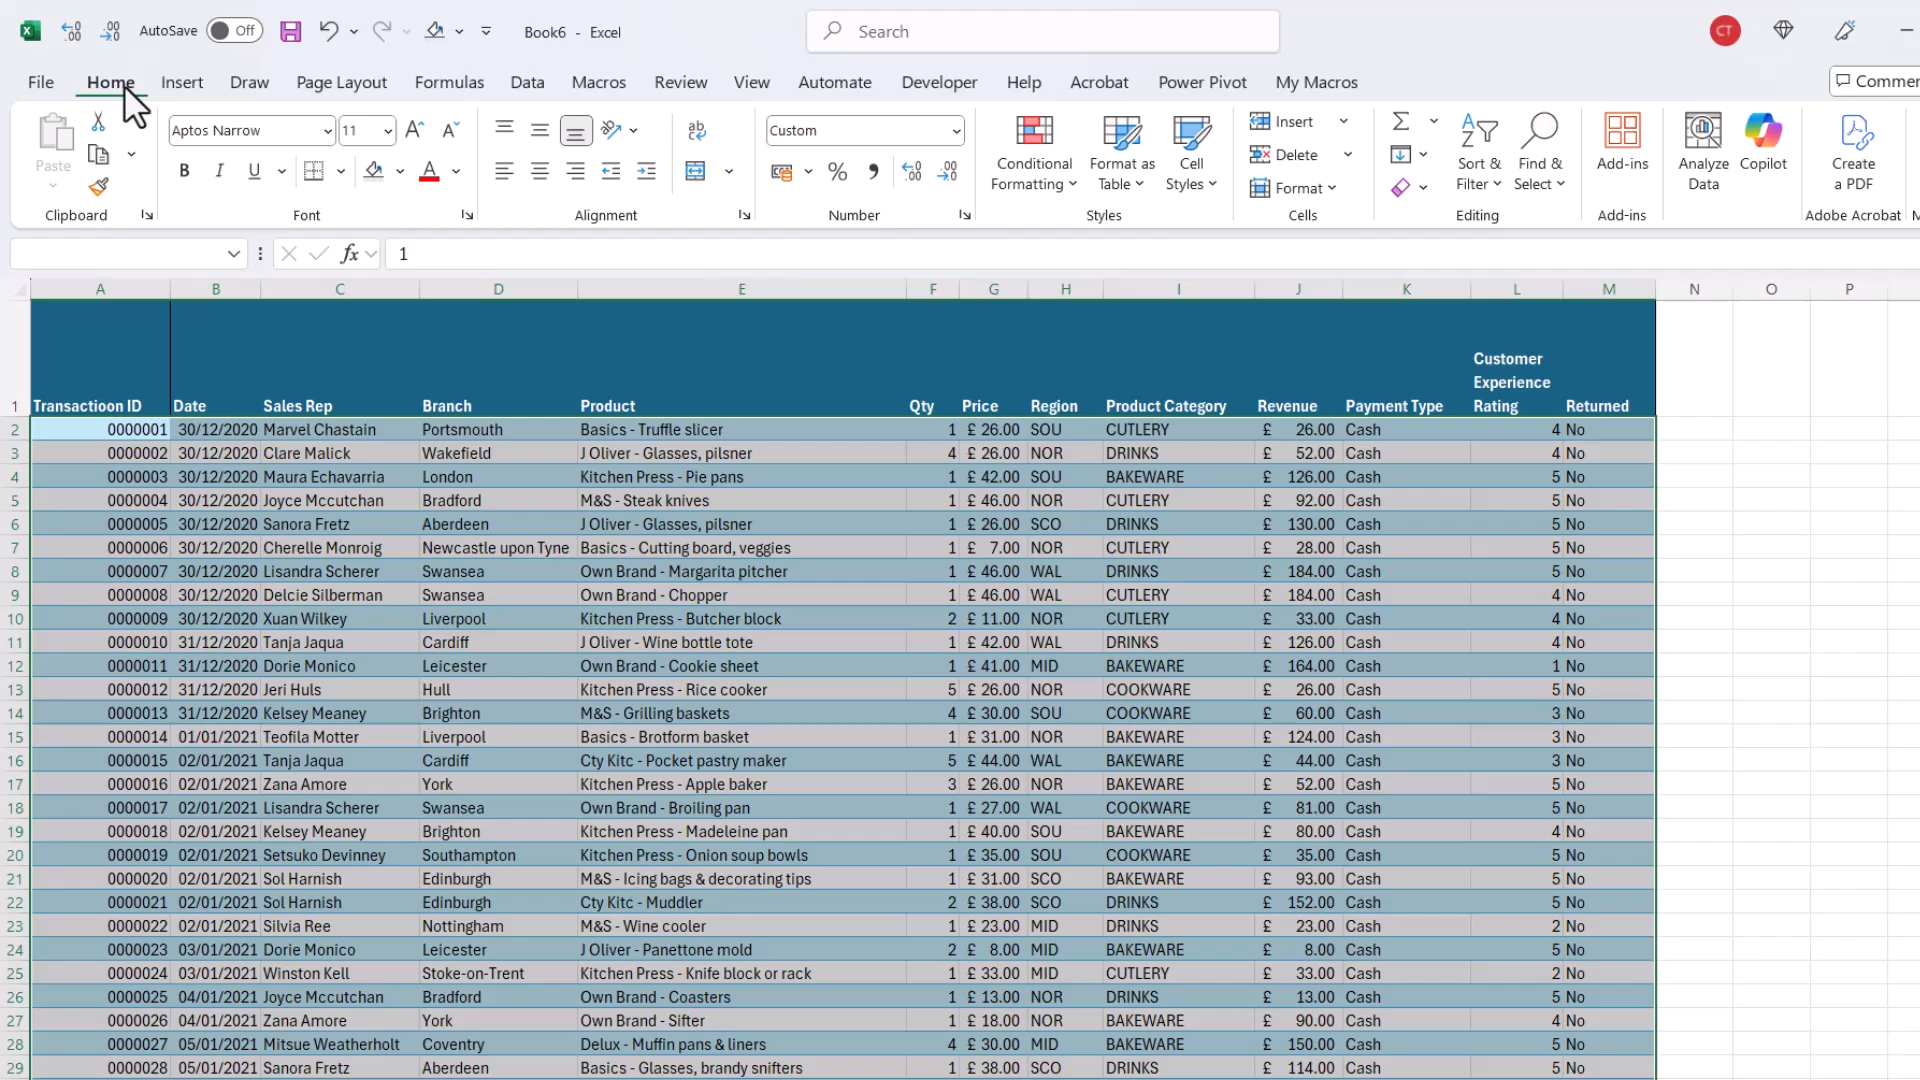 AutoSave Off Book6 - Excel Search CT
File Home Insert Draw Page Layout Formulas Data Macros Review View Automate Developer Help Acrobat Power Pivot My Macros Commen
Paste Aptos Narrow 11 Custom Conditional Formatting Format as Table Cell Styles Insert Delete Format Sort & Filter Find & Select Add-ins Analyze Data Copilot Create a PDF
Clipboard Font Alignment Number Styles Cells Editing Add-ins Adobe Acrobat
fx 1
A B C D E F G H I J K L M N O P
1 Transactioon ID Date Sales Rep Branch Product Qty Price Region Product Category Revenue Payment Type Customer Experience Rating Returned
2 0000001 30/12/2020 Marvel Chastain Portsmouth Basics - Truffle slicer 1 £ 26.00 SOU CUTLERY £ 26.00 Cash 4 No
3 0000002 30/12/2020 Clare Malick Wakefield J Oliver - Glasses, pilsner 4 £ 26.00 NOR DRINKS £ 52.00 Cash 4 No
4 0000003 30/12/2020 Maura Echavarria London Kitchen Press - Pie pans 1 £ 42.00 SOU BAKEWARE £ 126.00 Cash 5 No
5 0000004 30/12/2020 Joyce Mccutchan Bradford M&S - Steak knives 1 £ 46.00 NOR CUTLERY £ 92.00 Cash 5 No
6 0000005 30/12/2020 Sanora Fretz Aberdeen J Oliver - Glasses, pilsner 1 £ 26.00 SCO DRINKS £ 130.00 Cash 5 No
7 0000006 30/12/2020 Cherelle Monroig Newcastle upon Tyne Basics - Cutting board, veggies 1 £ 7.00 NOR CUTLERY £ 28.00 Cash 5 No
8 0000007 30/12/2020 Lisandra Scherer Swansea Own Brand - Margarita pitcher 1 £ 46.00 WAL DRINKS £ 184.00 Cash 5 No
9 0000008 30/12/2020 Delcie Silberman Swansea Own Brand - Chopper 1 £ 46.00 WAL CUTLERY £ 184.00 Cash 4 No
10 0000009 30/12/2020 Xuan Wilkey Liverpool Kitchen Press - Butcher block 2 £ 11.00 NOR CUTLERY £ 33.00 Cash 4 No
11 0000010 31/12/2020 Tanja Jaqua Cardiff J Oliver - Wine bottle tote 1 £ 42.00 WAL DRINKS £ 126.00 Cash 4 No
12 0000011 31/12/2020 Dorie Monico Leicester Own Brand - Cookie sheet 1 £ 41.00 MID BAKEWARE £ 164.00 Cash 1 No
13 0000012 31/12/2020 Jeri Huls Hull Kitchen Press - Rice cooker 5 £ 26.00 NOR COOKWARE £ 26.00 Cash 5 No
14 0000013 31/12/2020 Kelsey Meaney Brighton M&S - Grilling baskets 4 £ 30.00 SOU COOKWARE £ 60.00 Cash 3 No
15 0000014 01/01/2021 Teofila Motter Liverpool Basics - Brotform basket 1 £ 31.00 NOR BAKEWARE £ 124.00 Cash 3 No
16 0000015 02/01/2021 Tanja Jaqua Cardiff Cty Kitc - Pocket pastry maker 5 £ 44.00 WAL BAKEWARE £ 44.00 Cash 3 No
17 0000016 02/01/2021 Zana Amore York Kitchen Press - Apple baker 3 £ 26.00 NOR BAKEWARE £ 52.00 Cash 5 No
18 0000017 02/01/2021 Lisandra Scherer Swansea Own Brand - Broiling pan 1 £ 27.00 WAL COOKWARE £ 81.00 Cash 5 No
19 0000018 02/01/2021 Kelsey Meaney Brighton Kitchen Press - Madeleine pan 1 £ 40.00 SOU BAKEWARE £ 80.00 Cash 4 No
20 0000019 02/01/2021 Setsuko Devinney Southampton Kitchen Press - Onion soup bowls 1 £ 35.00 SOU COOKWARE £ 35.00 Cash 5 No
21 0000020 02/01/2021 Sol Harnish Edinburgh M&S - Icing bags & decorating tips 1 £ 31.00 SCO BAKEWARE £ 93.00 Cash 5 No
22 0000021 02/01/2021 Sol Harnish Edinburgh Cty Kitc - Muddler 2 £ 38.00 SCO DRINKS £ 152.00 Cash 5 No
23 0000022 02/01/2021 Silvia Ree Nottingham M&S - Wine cooler 1 £ 23.00 MID DRINKS £ 23.00 Cash 2 No
24 0000023 03/01/2021 Dorie Monico Leicester J Oliver - Panettone mold 2 £ 8.00 MID BAKEWARE £ 8.00 Cash 5 No
25 0000024 03/01/2021 Winston Kell Stoke-on-Trent Kitchen Press - Knife block or rack 1 £ 33.00 MID CUTLERY £ 33.00 Cash 2 No
26 0000025 04/01/2021 Joyce Mccutchan Bradford Own Brand - Coasters 1 £ 13.00 NOR DRINKS £ 13.00 Cash 5 No
27 0000026 04/01/2021 Zana Amore York Own Brand - Sifter 1 £ 18.00 NOR BAKEWARE £ 90.00 Cash 4 No
28 0000027 05/01/2021 Mitsue Weatherholt Coventry Delux - Muffin pans & liners 4 £ 30.00 MID BAKEWARE £ 150.00 Cash 5 No
29 0000028 05/01/2021 Sanora Fretz Aberdeen Basics - Glasses, brandy snifters 1 £ 38.00 SCO DRINKS £ 114.00 Cash 5 No